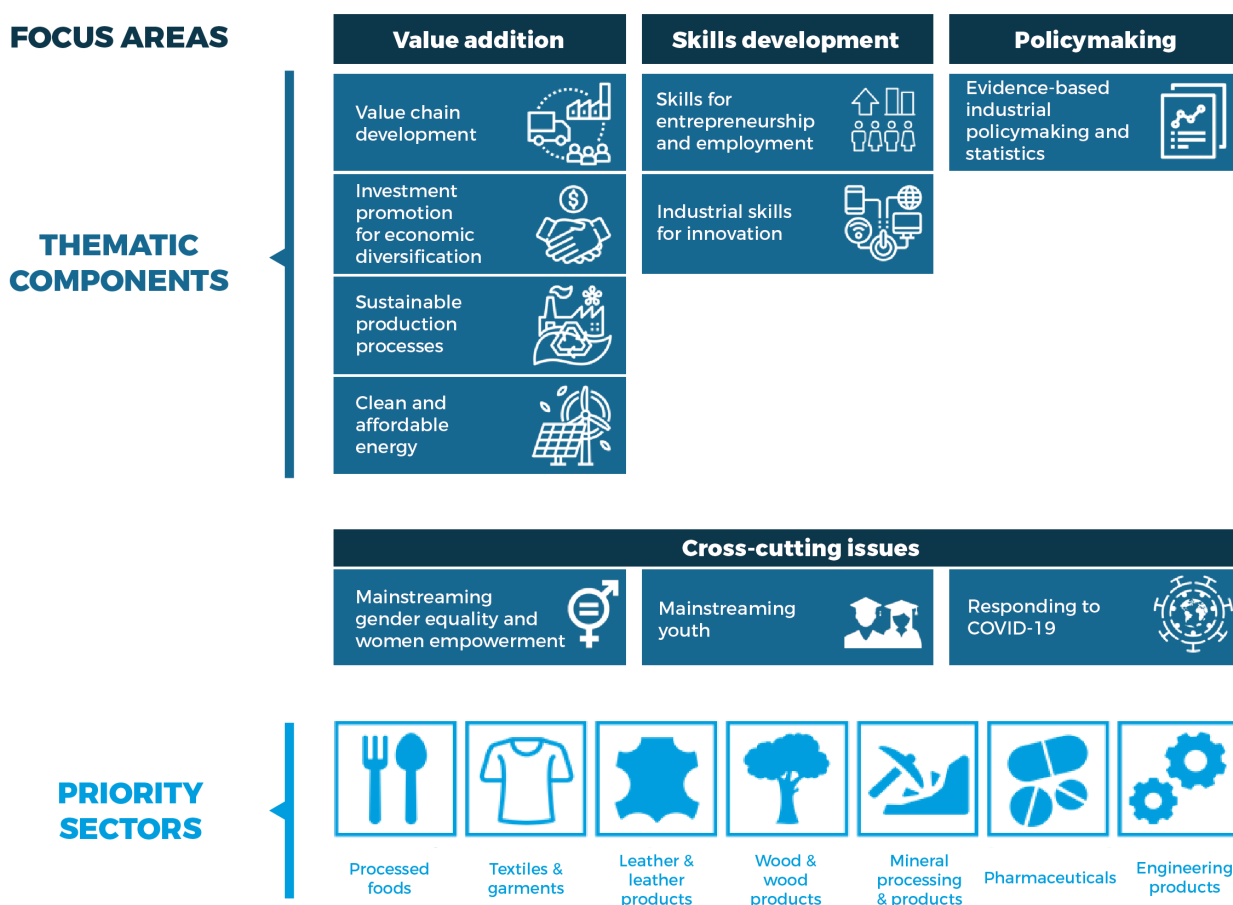 FOCUS AREAS
Value addition
Skills development
Policymaking
THEMATIC
COMPONENTS
Value chain
development
Investment
promotion
for economic
diversification
Sustainable
production
processes
Clean and
affordable
energy
Skills for
entrepreneurship
and employment
Industrial skills
for innovation
Evidence-based
industrial
policymaking and
statistics
Cross-cutting issues
Mainstreaming
gender equality and
women empowerment
Mainstreaming
youth
Responding to
COVID-19
PRIORITY
SECTORS
Processed
foods
Textiles &
garments
Leather &
leather
products
Wood &
wood
products
Mineral
processing
& products
Pharmaceuticals
Engineering
products